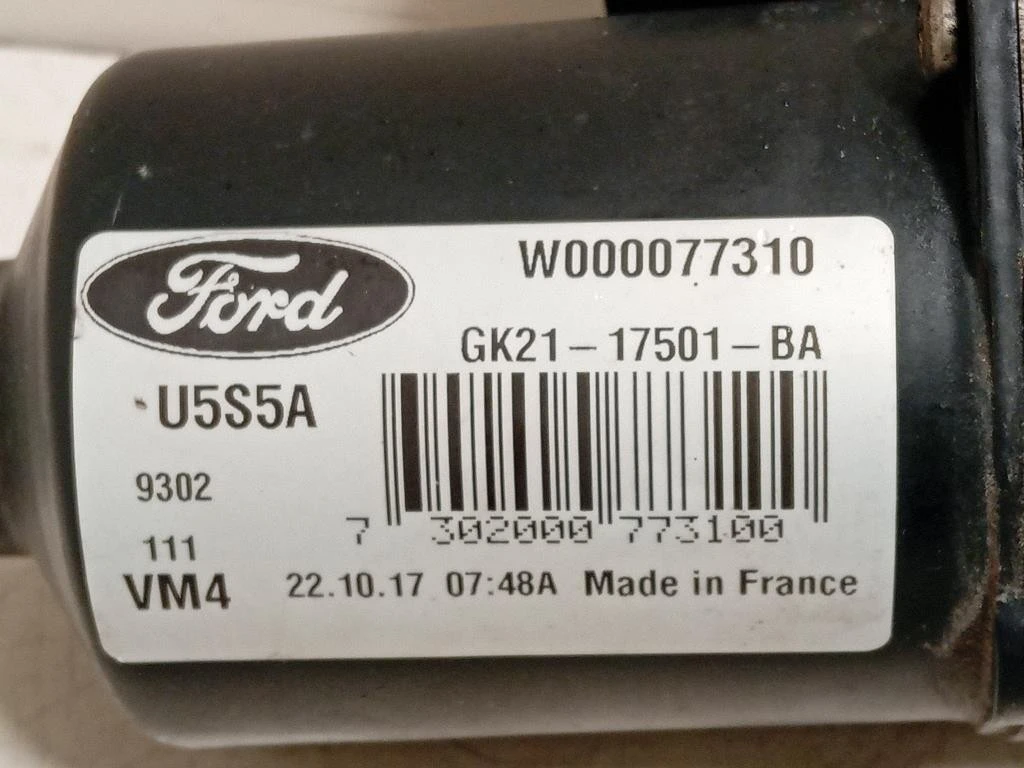 Ford
W000077310
GK21-17501-BA
U5S5A
9302
7 302000 773100
111
VM4 22.10.17 07:48A Made in France